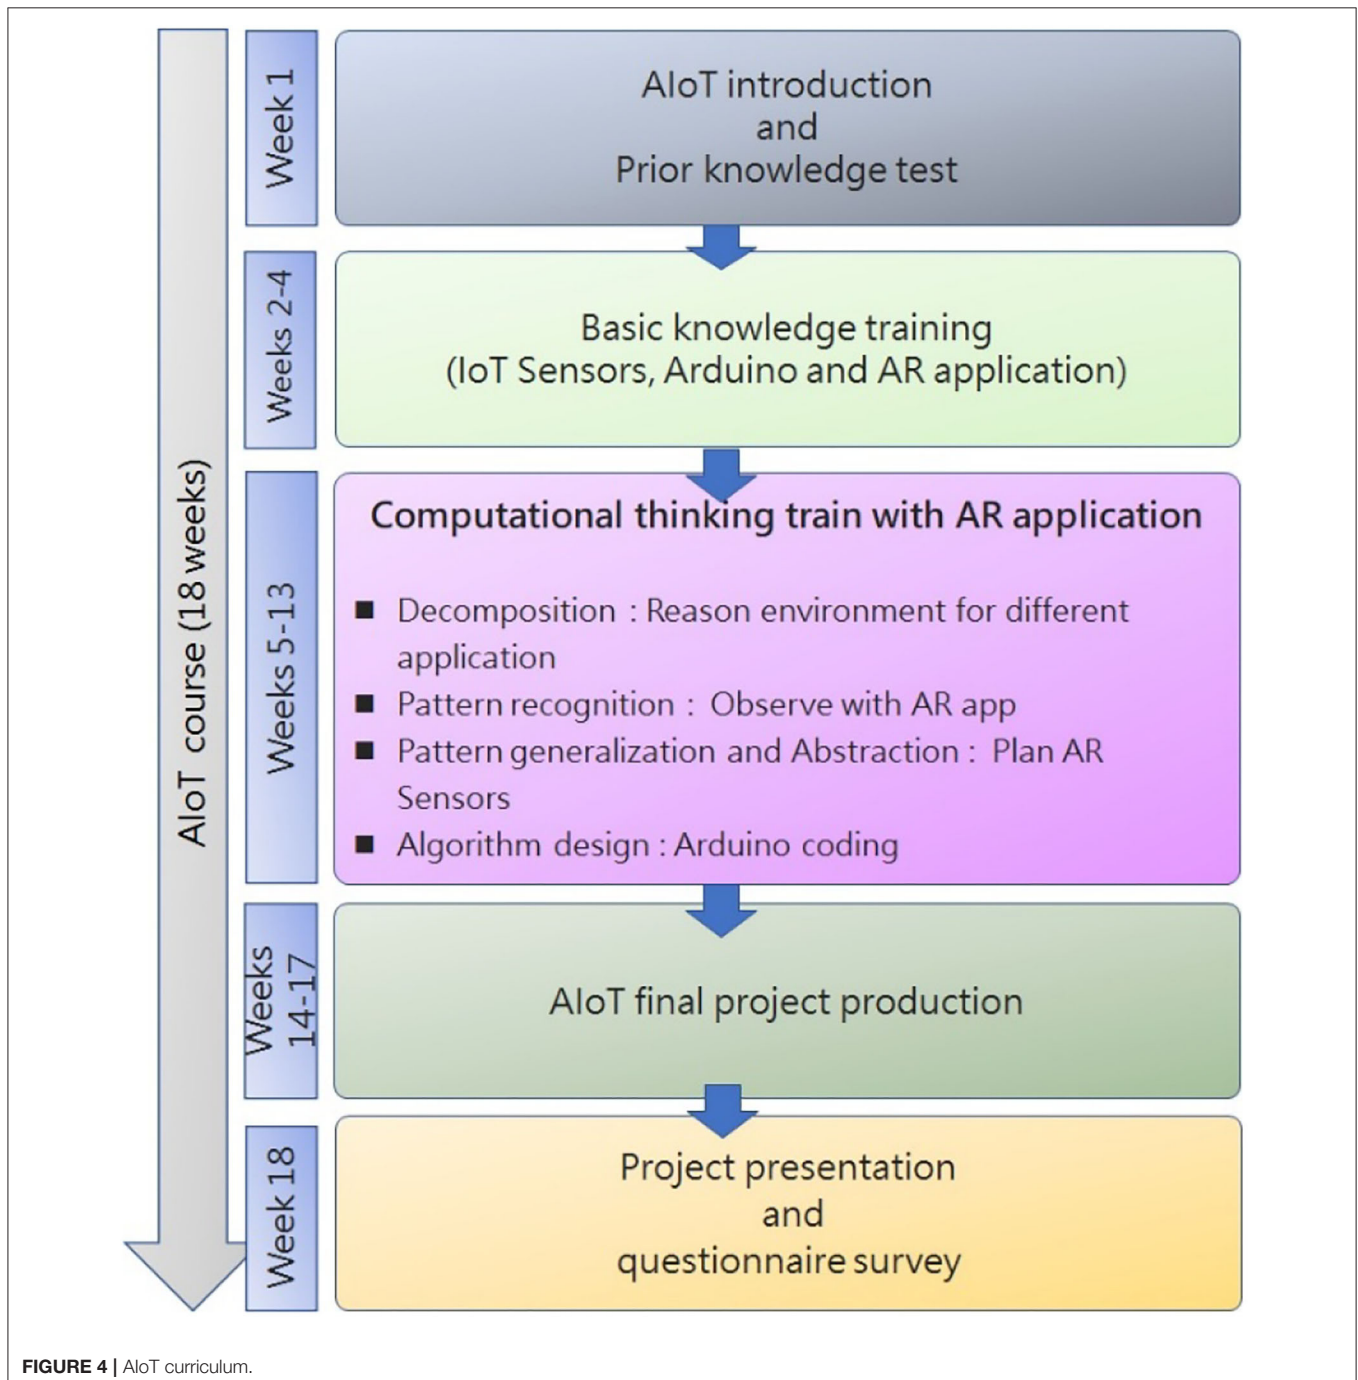 AIoT course (18 weeks)
Week 1
AIoT introduction
and
Prior knowledge test
Weeks 2-4
Basic knowledge training
(IoT Sensors, Arduino and AR application)
Weeks 5-13
Computational thinking train with AR application
■ Decomposition : Reason environment for different
application
■ Pattern recognition : Observe with AR app
■ Pattern generalization and Abstraction : Plan AR
Sensors
■ Algorithm design : Arduino coding
Weeks
14-17
AIoT final project production
Week 18
Project presentation
and
questionnaire survey
FIGURE 4 | AIoT curriculum.